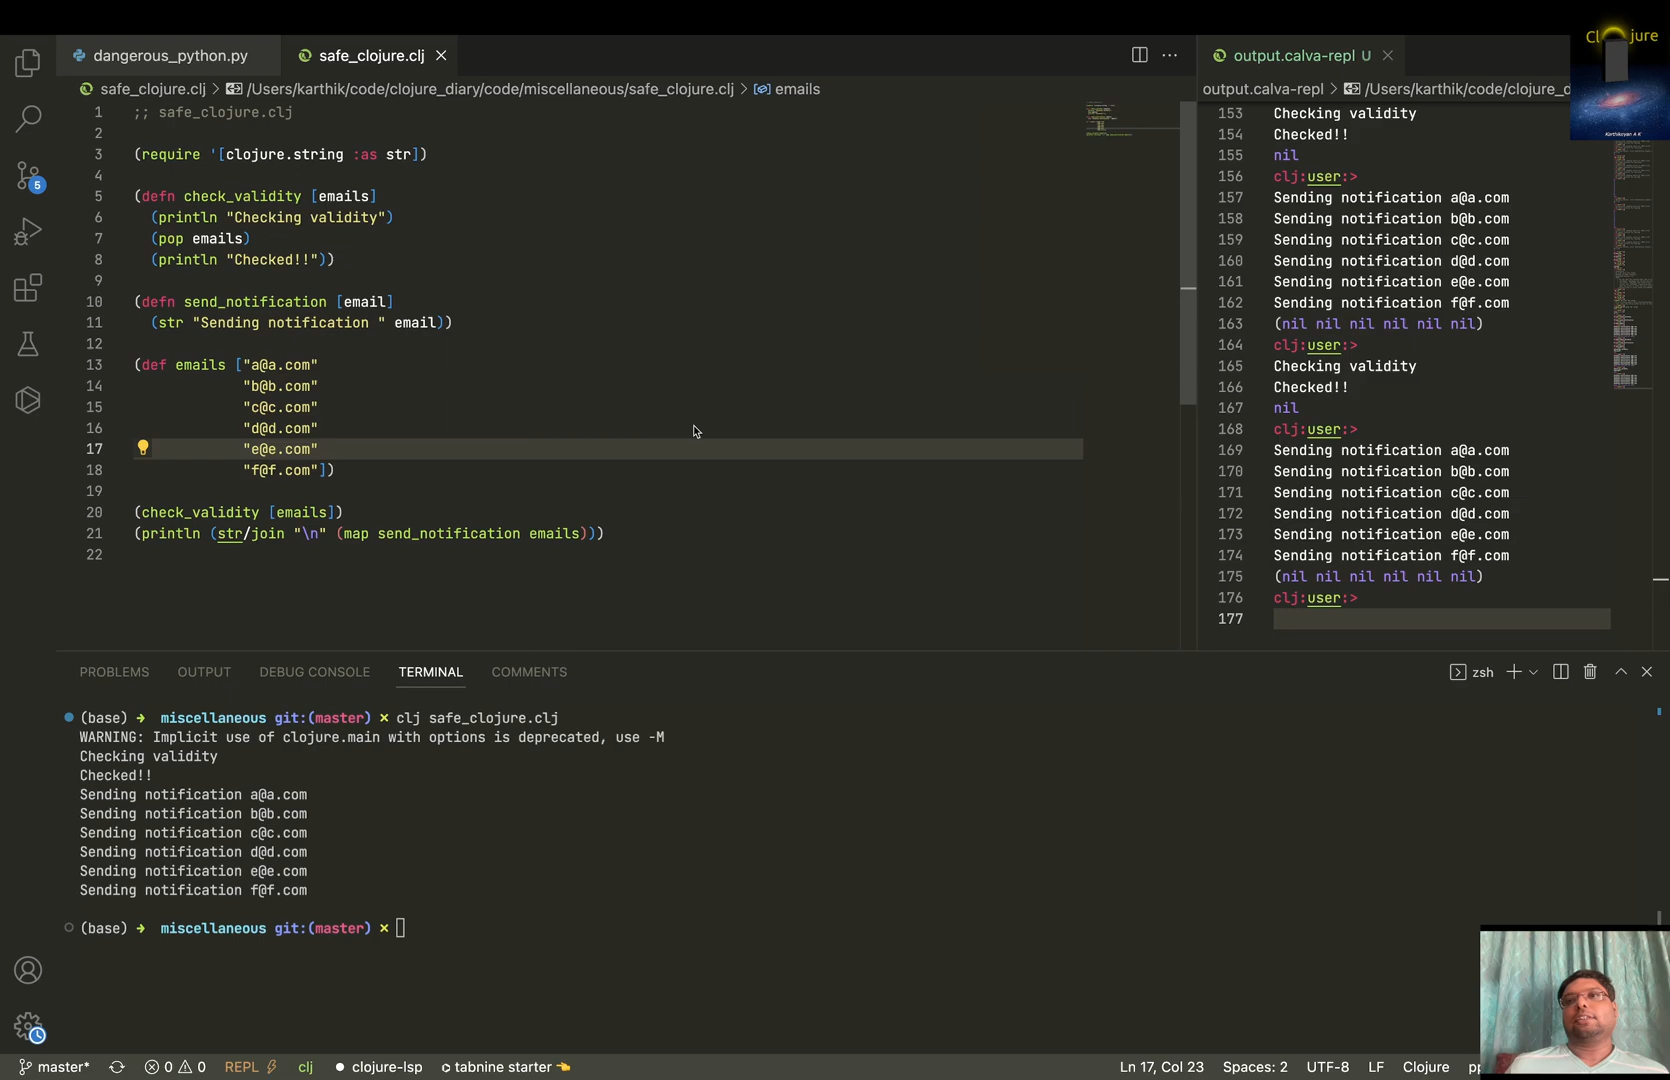 Clojure
dangerous_python.py
safe_clojure.clj
safe_clojure.clj > /Users/karthik/code/clojure_diary/code/miscellaneous/safe_clojure.clj > emails
1 ;; safe_clojure.clj
2
3 (require '[clojure.string :as str])
4
5 (defn check_validity [emails]
6 (println "Checking validity")
7 (pop emails)
8 (println "Checked!!"))
9
10 (defn send_notification [email]
11 (str "Sending notification " email))
12
13 (def emails ["a@a.com"
14 "b@b.com"
15 "c@c.com"
16 "d@d.com"
17 "e@e.com"
18 "f@f.com"])
19
20 (check_validity [emails])
21 (println (str/join "\n" (map send_notification emails)))
22
output.calva-repl U
output.calva-repl > /Users/karthik/code/clojure_d
Karthikeyan A K
153 Checking validity
154 Checked!!
155 nil
156 clj:user:>
157 Sending notification a@a.com
158 Sending notification b@b.com
159 Sending notification c@c.com
160 Sending notification d@d.com
161 Sending notification e@e.com
162 Sending notification f@f.com
163 (nil nil nil nil nil nil)
164 clj:user:>
165 Checking validity
166 Checked!!
167 nil
168 clj:user:>
169 Sending notification a@a.com
170 Sending notification b@b.com
171 Sending notification c@c.com
172 Sending notification d@d.com
173 Sending notification e@e.com
174 Sending notification f@f.com
175 (nil nil nil nil nil nil)
176 clj:user:>
177
5
PROBLEMS OUTPUT DEBUG CONSOLE TERMINAL COMMENTS
zsh
(base) → miscellaneous git:(master) × clj safe_clojure.clj
WARNING: Implicit use of clojure.main with options is deprecated, use -M
Checking validity
Checked!!
Sending notification a@a.com
Sending notification b@b.com
Sending notification c@c.com
Sending notification d@d.com
Sending notification e@e.com
Sending notification f@f.com
(base) → miscellaneous git:(master) ×
master* 0 0 REPL clj clojure-lsp tabnine starter Ln 17, Col 23 Spaces: 2 UTF-8 LF Clojure